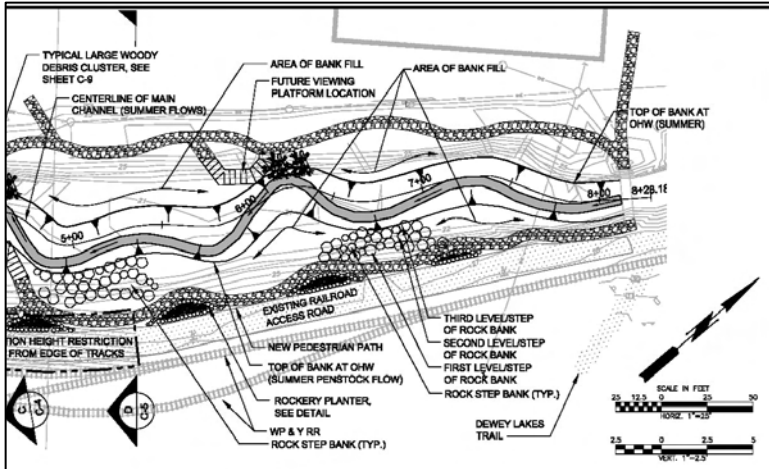 TYPICAL LARGE WOODY
DEBRIS CLUSTER, SEE
SHEET C-9
CENTERLINE OF MAIN
CHANNEL (SUMMER FLOWS)
AREA OF BANK FILL
FUTURE VIEWING
PLATFORM LOCATION
AREA OF BANK FILL
TOP OF BANK AT
OHW (SUMMER)
5+00
6+00
7+00
8+00
8+28.18
EXISTING RAILROAD
ACCESS ROAD
TION HEIGHT RESTRICTION
FROM EDGE OF TRACKS
NEW PEDESTRIAN PATH
TOP OF BANK AT OHW
(SUMMER PENSTOCK FLOW)
ROCKERY PLANTER,
SEE DETAIL
WP & Y RR
ROCK STEP BANK (TYP.)
THIRD LEVEL/STEP
OF ROCK BANK
SECOND LEVEL/STEP
OF ROCK BANK
FIRST LEVEL/STEP
OF ROCK BANK
ROCK STEP BANK (TYP.)
DEWEY LAKES
TRAIL
C
C-4
D
C-5
SCALE IN FEET
25 12.5 0 25 50
HORIZ. 1"=25'
2.5 0 2.5 5
VERT. 1"=2.5'